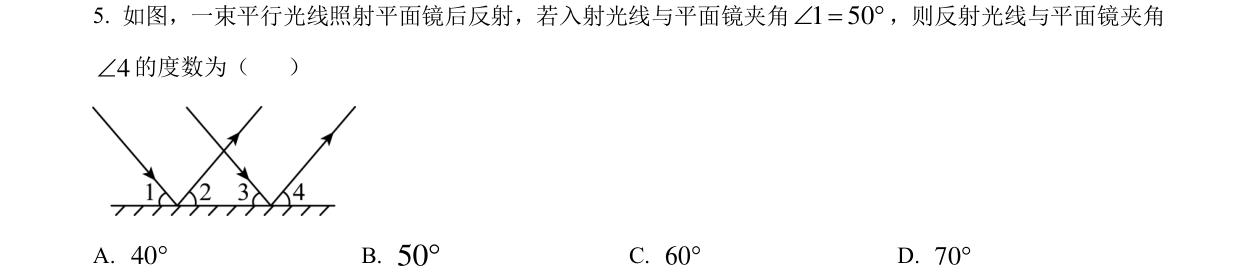 5. 如图，一束平行光线照射平面镜后反射，若入射光线与平面镜夹角∠1=50°，则反射光线与平面镜夹角
∠4的度数为（　　）
1 2 3 4
A. 40° B. 50° C. 60° D. 70°